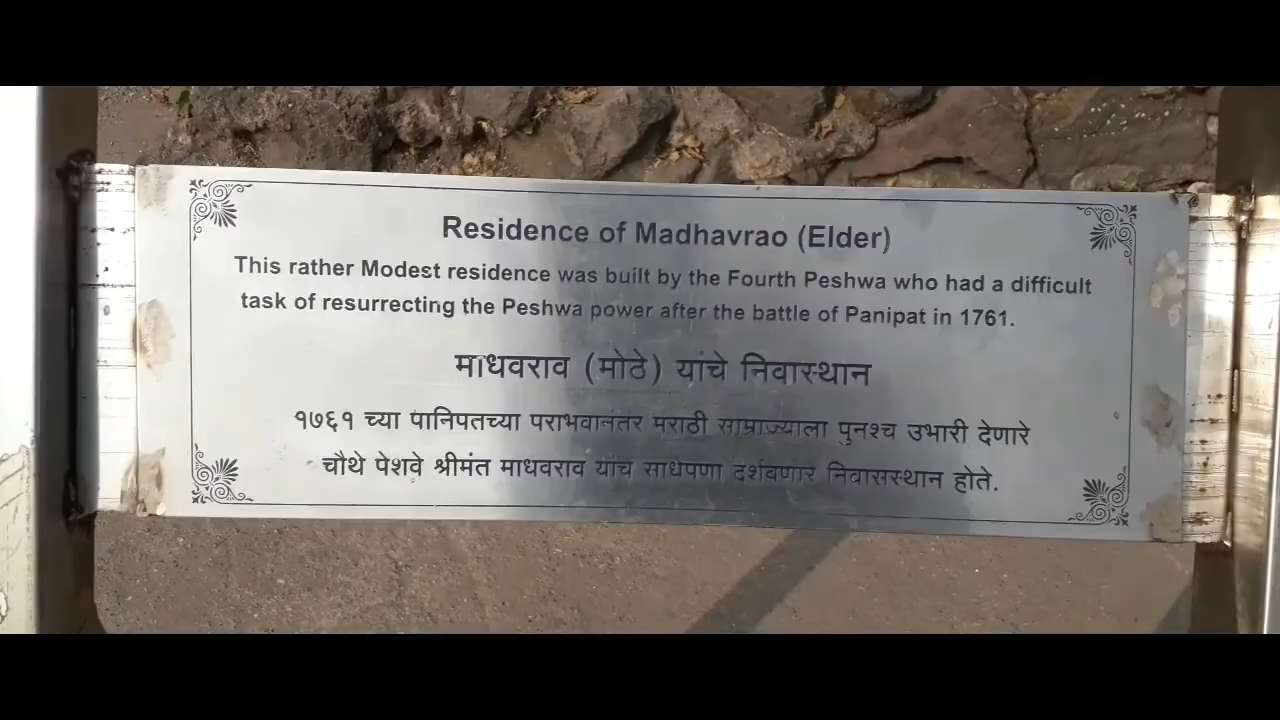 Residence of Madhavrao (Elder)
This rather Modest residence was built by the Fourth Peshwa who had a difficult
task of resurrecting the Peshwa power after the battle of Panipat in 1761.
माधवराव (मोठे) यांचे निवास्थान
१७६१ च्या पानिपतच्या पराभवानंतर मराठी साम्राज्याला पुनश्च उभारी देणारे
चौथे पेशवे श्रीमंत माधवराव यांच साधेपणा दर्शवणार निवासस्थान होते.